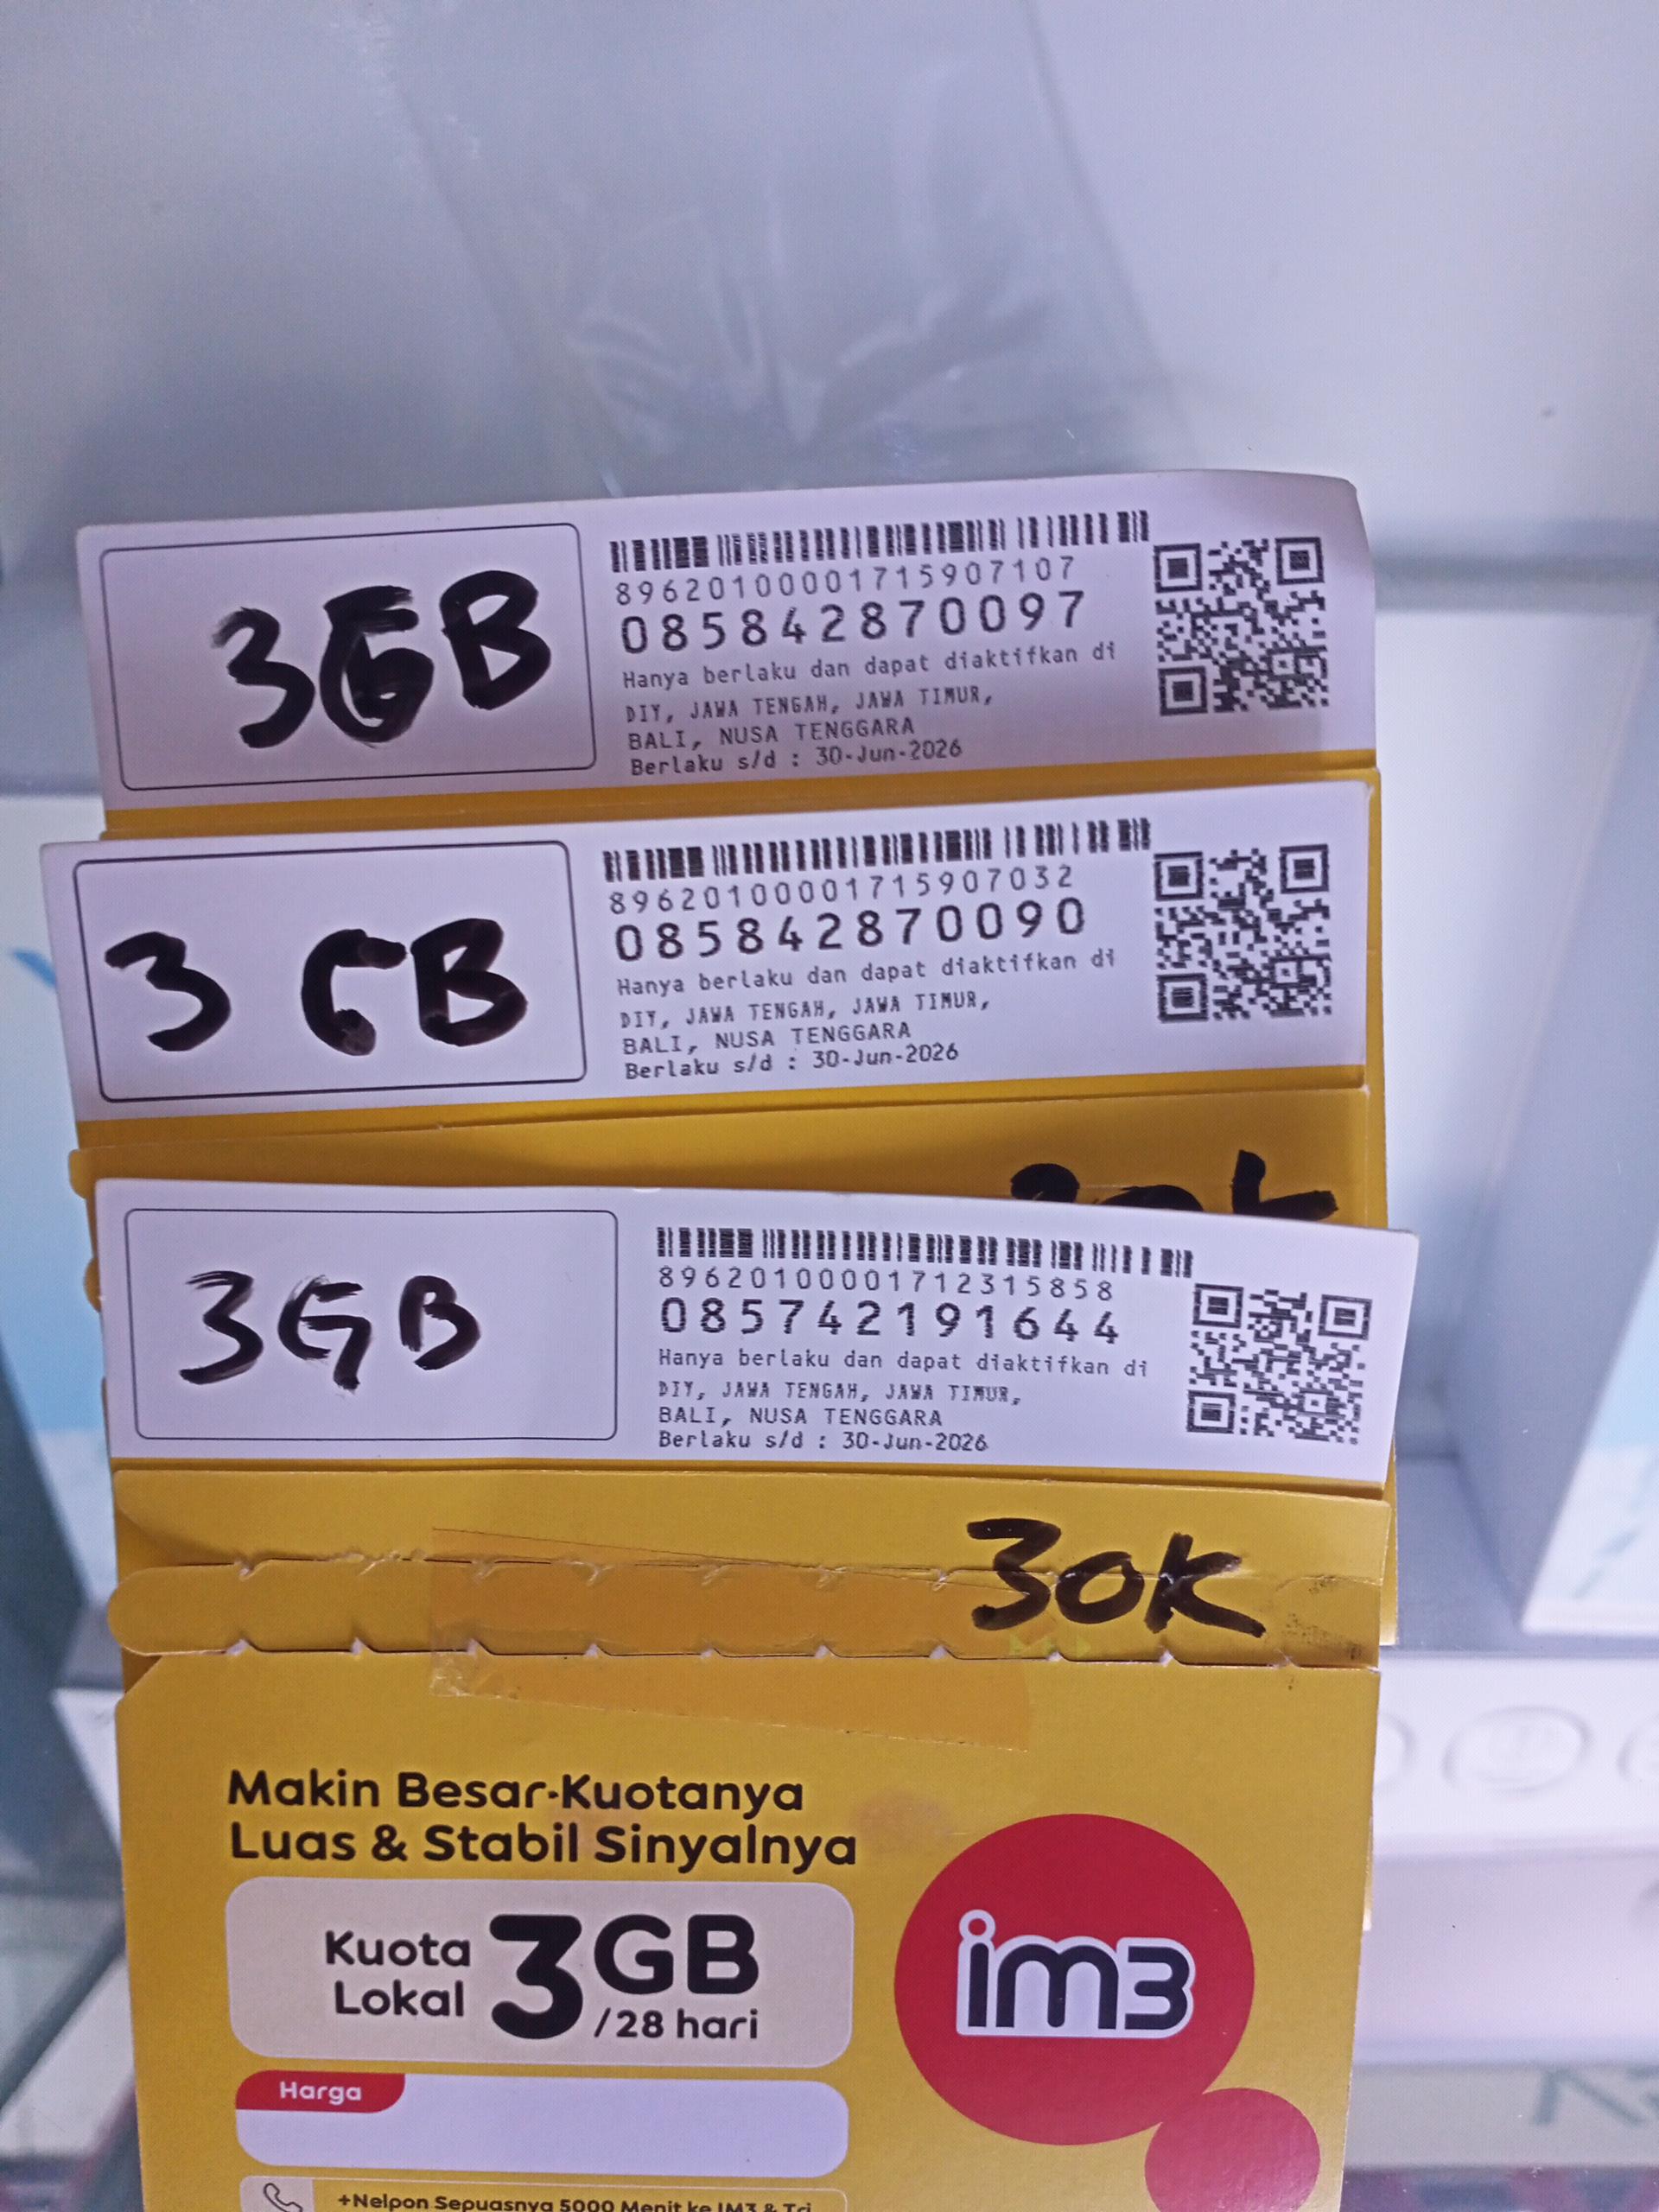 3GB
89620100001715907107
085842870097
Hanya berlaku dan dapat diaktifkan di
DIY, JAWA TENGAH, JAWA TIMUR,
BALI, NUSA TENGGARA
Berlaku s/d : 30-Jun-2026
3 GB
89620100001715907032
085842870090
Hanya berlaku dan dapat diaktifkan di
DIY, JAWA TENGAH, JAWA TIMUR,
BALI, NUSA TENGGARA
Berlaku s/d : 30-Jun-2026
3GB
89620100001712315858
085742191644
Hanya berlaku dan dapat diaktifkan di
DIY, JAWA TENGAH, JAWA TIMUR,
BALI, NUSA TENGGARA
Berlaku s/d : 30-Jun-2026
30K
Makin Besar Kuotanya
Luas & Stabil Sinyalnya
Kuota
Lokal
3GB
/28 hari
im3
Harga
+Nelpon Sepuasnya 5000 Menit ke IM3 & Tri